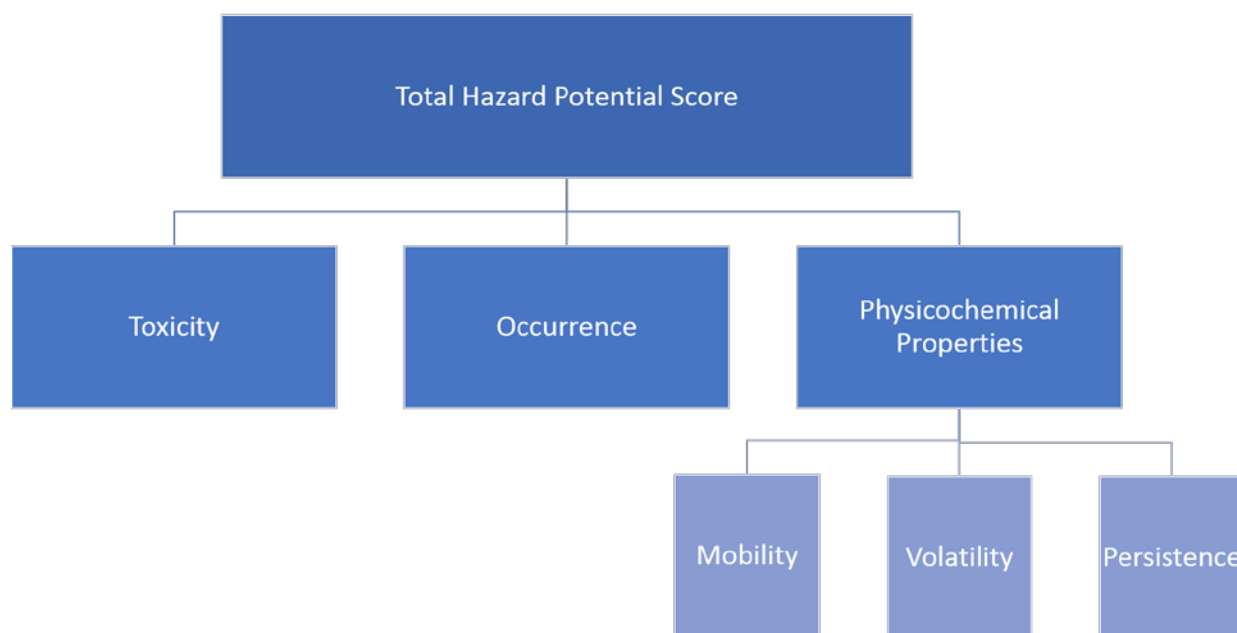 Total Hazard Potential Score
Toxicity
Occurrence
Physicochemical
Properties
Mobility
Volatility
Persistence